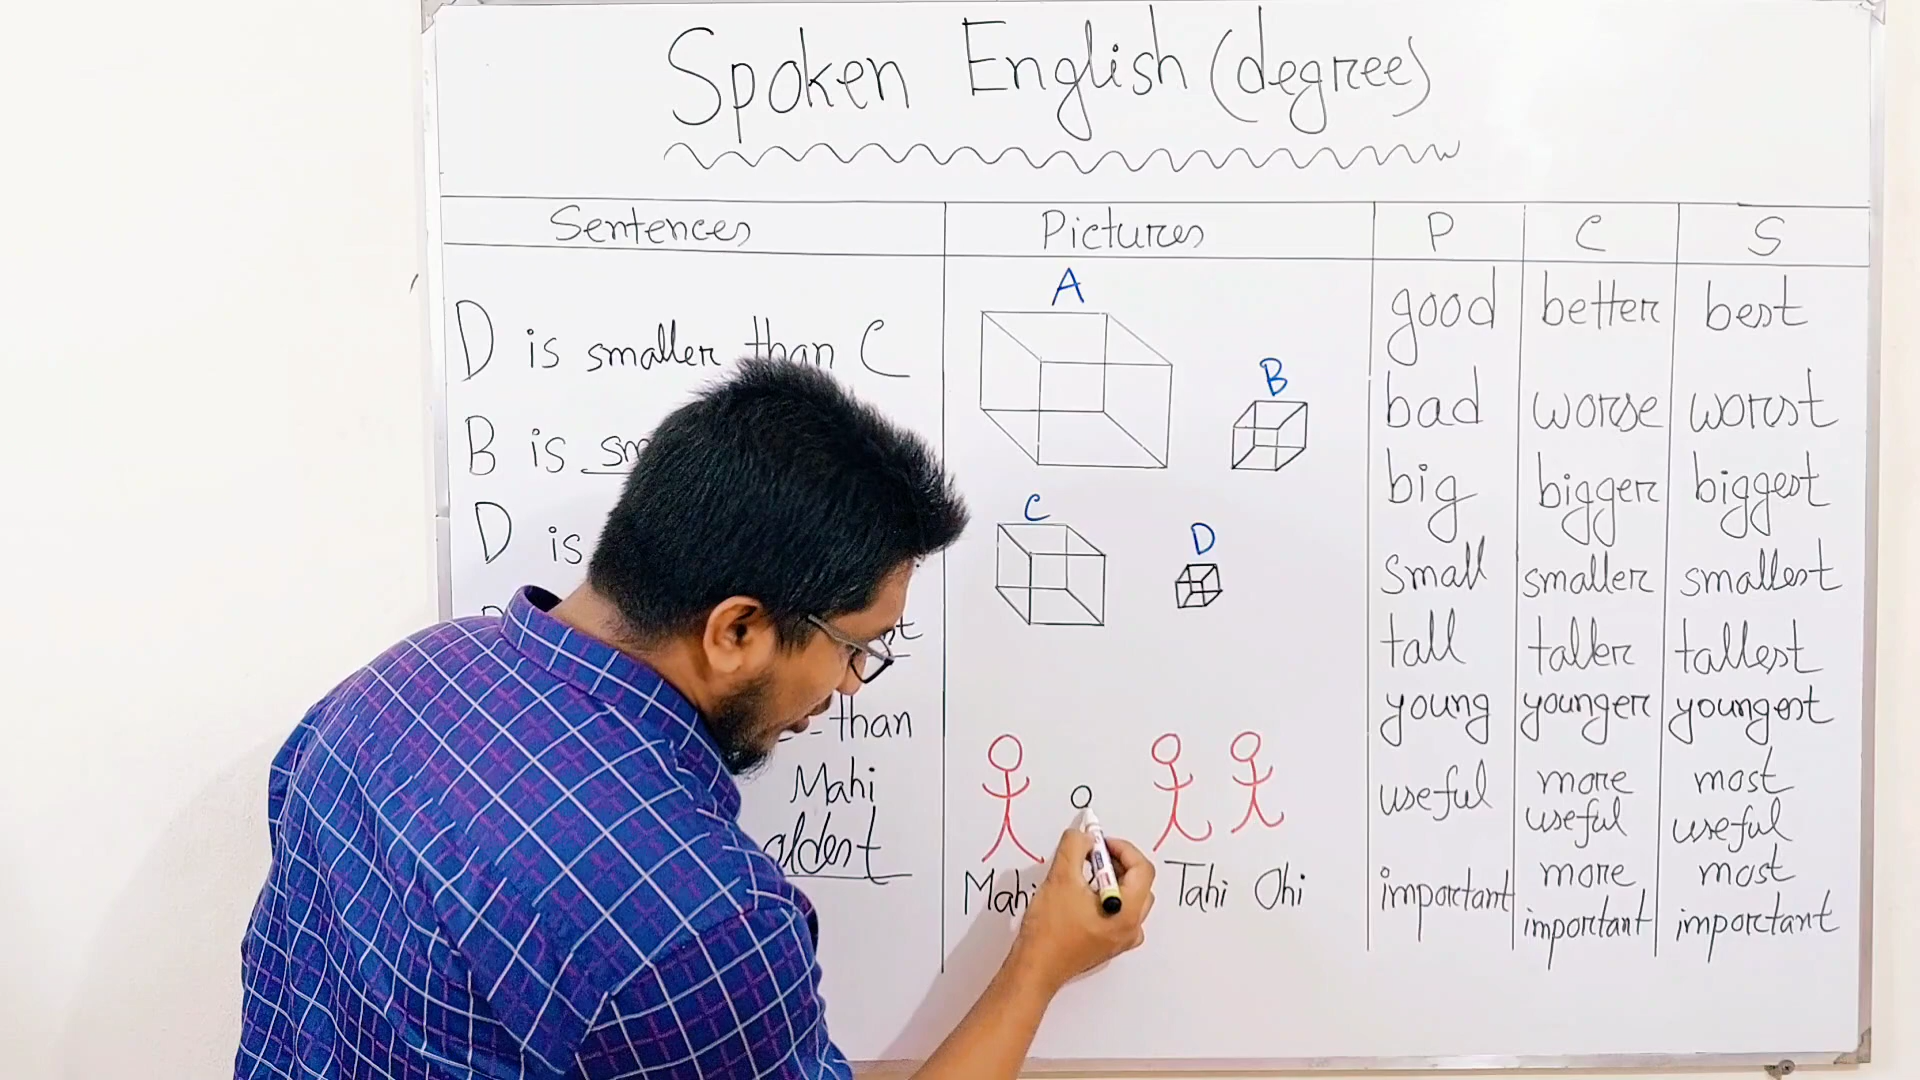 Spoken English (degree)
Sentences Pictures P C S
D is smaller than C
B is
D is
than
Mahi
oldest
A
B
C
D
Mahi Tahi Ohi
good better best
bad worse worst
big bigger biggest
small smaller smallest
tall taller tallest
young younger youngest
useful more useful most useful
important more important most important